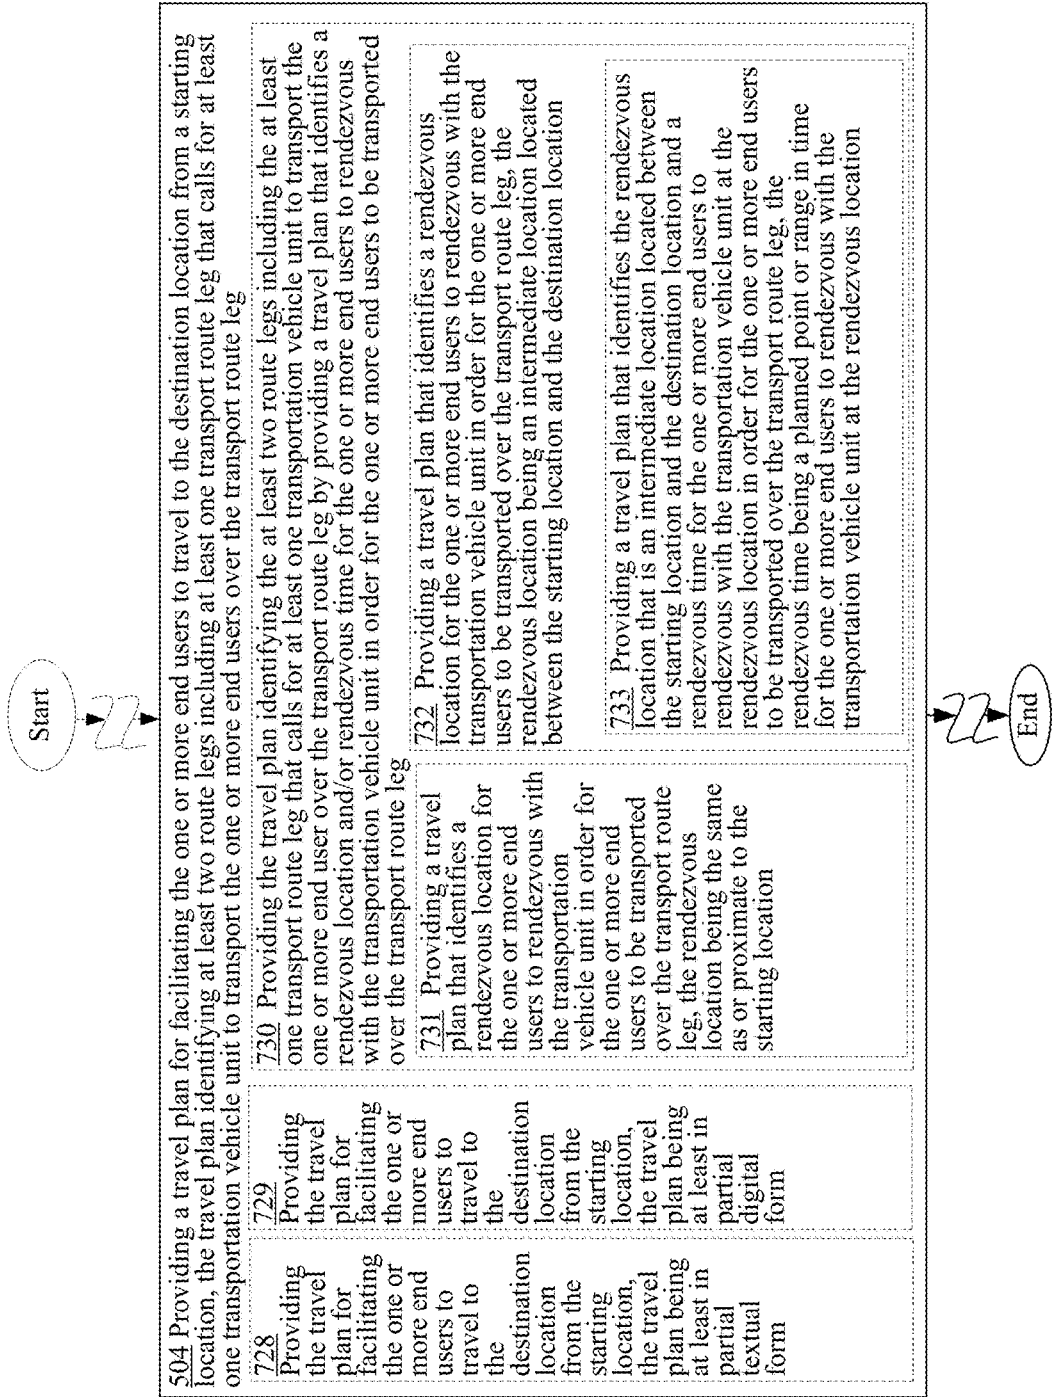 Start
504 Providing a travel plan for facilitating the one or more end users to travel to the destination location from a starting
location, the travel plan identifying at least two route legs including at least one transport route leg that calls for at least
one transportation vehicle unit to transport the one or more end users over the transport route leg
728
Providing
the travel
plan for
facilitating
the one or
more end
users to
travel to
the
destination
location
from the
starting
location,
the travel
plan being
at least in
partial
textual
form
729
Providing
the travel
plan for
facilitating
the one or
more end
users to
travel to
the
destination
location
from the
starting
location,
the travel
plan being
at least in
partial
digital
form
730 Providing the travel plan identifying the at least two route legs including the at least
one transport route leg that calls for at least one transportation vehicle unit to transport the
one or more end user over the transport route leg by providing a travel plan that identifies a
rendezvous location and/or rendezvous time for the one or more end users to rendezvous
with the transportation vehicle unit in order for the one or more end users to be transported
over the transport route leg
731 Providing a travel
plan that identifies a
rendezvous location for
the one or more end
users to rendezvous with
the transportation
vehicle unit in order for
the one or more end
users to be transported
over the transport route
leg, the rendezvous
location being the same
as or proximate to the
starting location
732 Providing a travel plan that identifies a rendezvous
location for the one or more end users to rendezvous with the
transportation vehicle unit in order for the one or more end
users to be transported over the transport route leg, the
rendezvous location being an intermediate location located
between the starting location and the destination location
733 Providing a travel plan that identifies the rendezvous
location that is an intermediate location located between
the starting location and the destination location and a
rendezvous time for the one or more end users to
rendezvous with the transportation vehicle unit at the
rendezvous location in order for the one or more end users
to be transported over the transport route leg, the
rendezvous time being a planned point or range in time
for the one or more end users to rendezvous with the
transportation vehicle unit at the rendezvous location
End